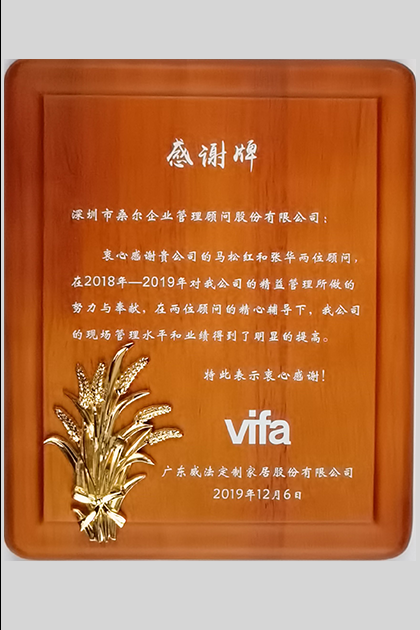 感谢牌
深圳市桑尔企业管理顾问股份有限公司：
衷心感谢贵公司的马松红和张华两位顾问，
在2018年—2019年对我公司的精益管理所做的
努力与奉献，在两位顾问的精心辅导下，我公司
的现场管理水平和业绩得到了明显的提高。
特此表示衷心感谢！
vifa
广东威法定制家居股份有限公司
2019年12月6日